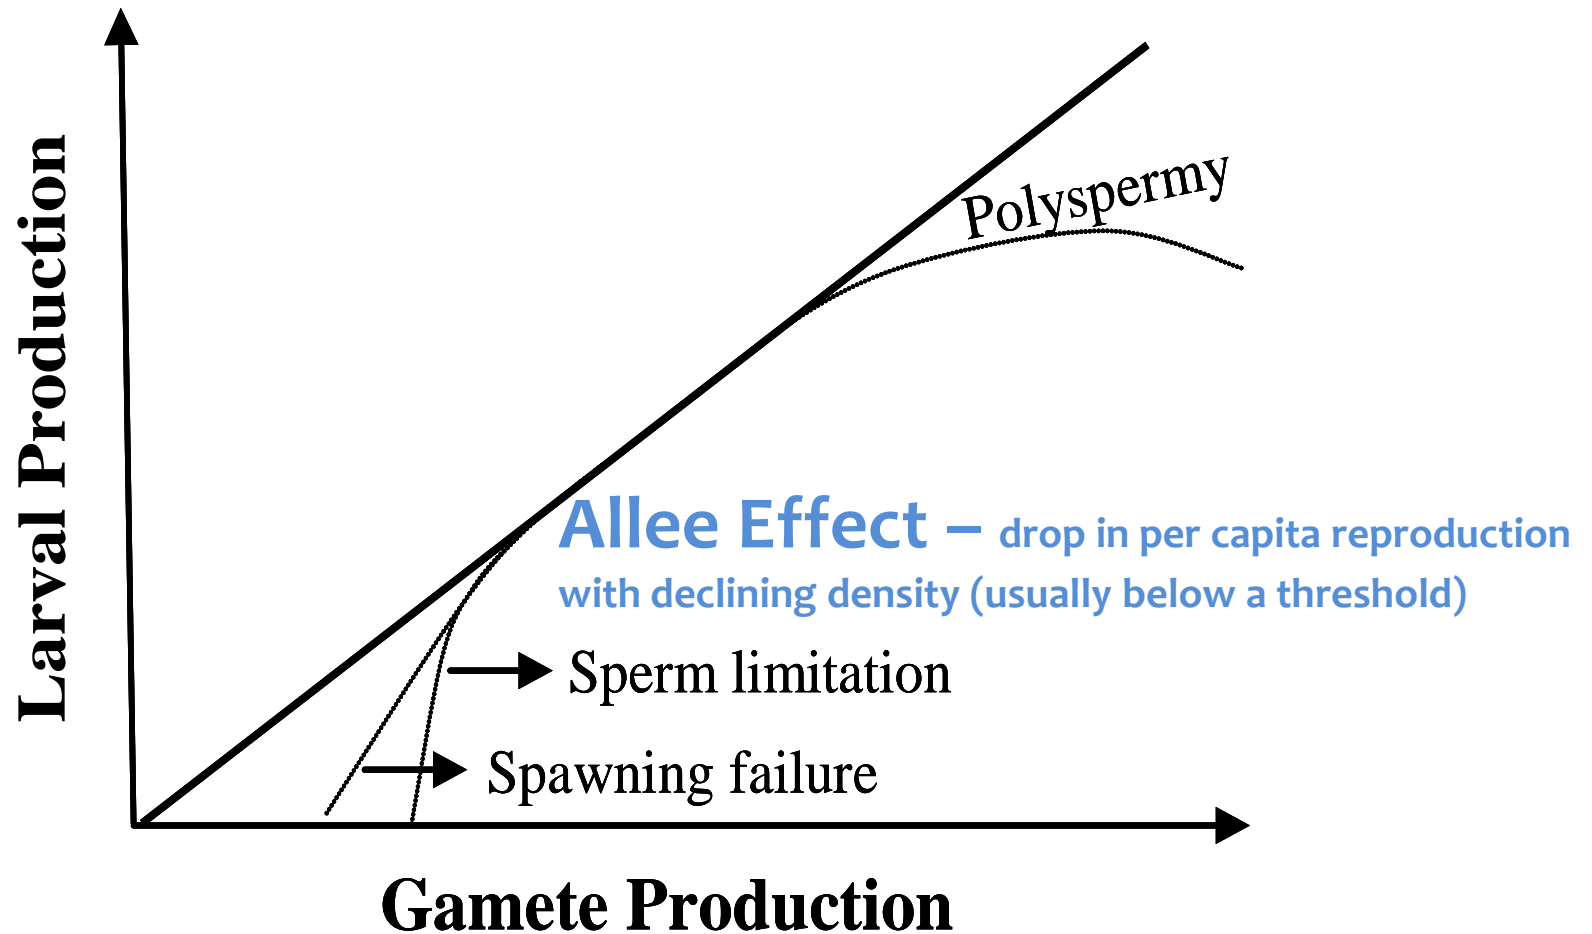 Larval Production
Polyspermy
Allee Effect – drop in per capita reproduction
with declining density (usually below a threshold)
Sperm limitation
Spawning failure
Gamete Production